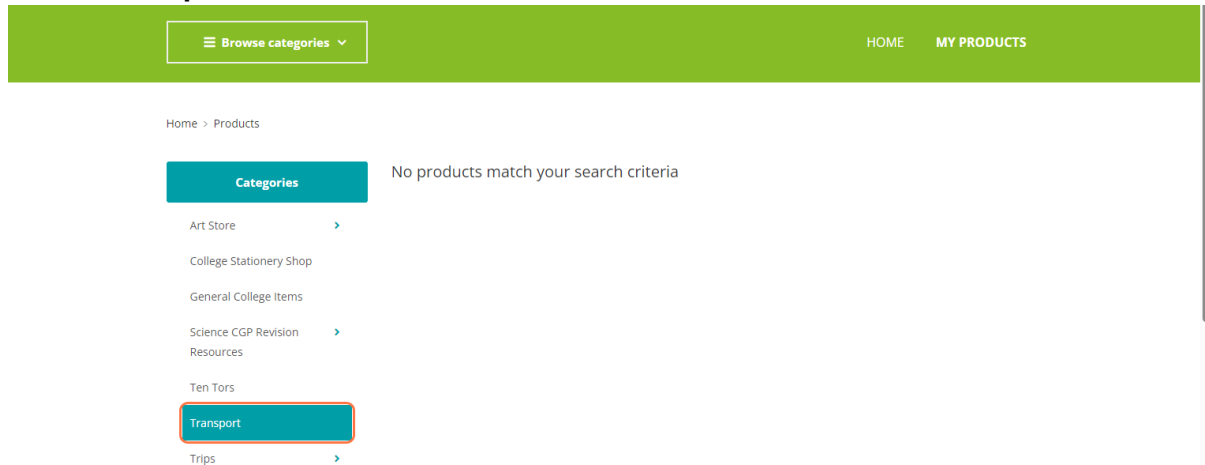 Browse categories
HOME MY PRODUCTS
Home > Products
Categories
No products match your search criteria
Art Store
College Stationery Shop
General College Items
Science CGP Revision
Resources
Ten Tors
Transport
Trips